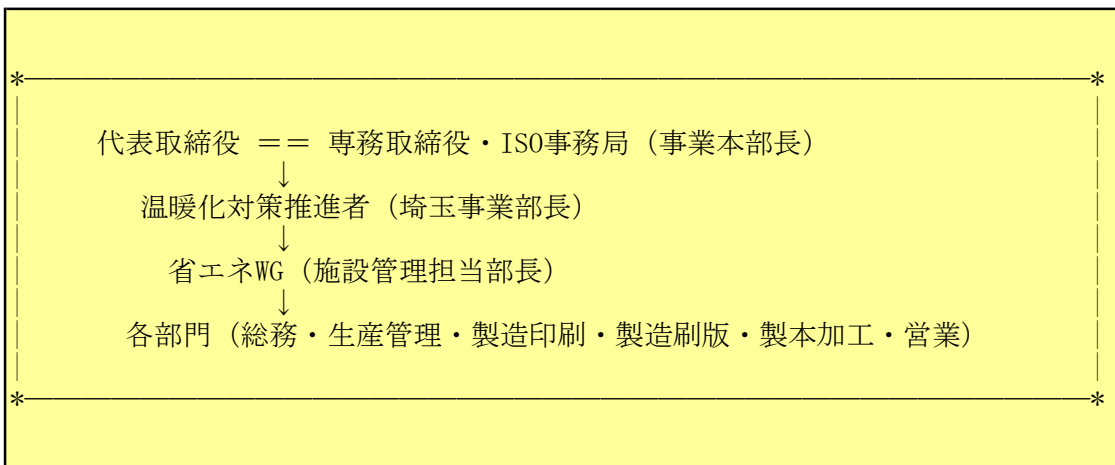 代表取締役 ＝＝ 専務取締役・ISO事務局（事業本部長）
↓
温暖化対策推進者（埼玉事業部長）
↓
省エネWG（施設管理担当部長）
↓
各部門（総務・生産管理・製造印刷・製造刷版・製本加工・営業）